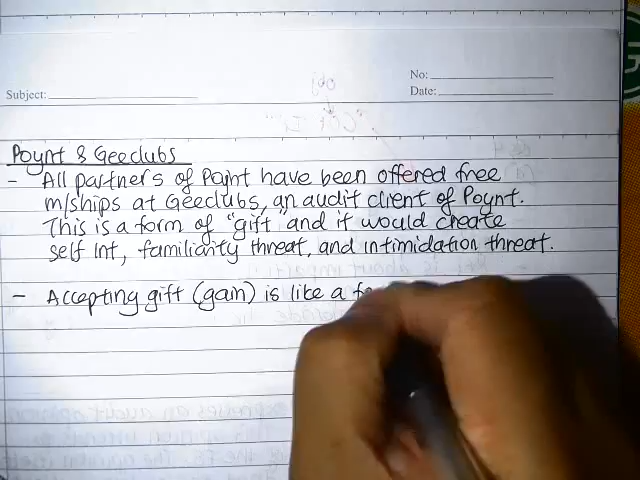 No:
Subject:
Date:
Poynt & Geeclubs
- All partners of Poynt have been offered free
m/ships at Geeclubs, an audit client of Poynt.
This is a form of "gift" and it would create
self Int, familiarity threat, and intimidation threat.
- Accepting gift (gain) is like a